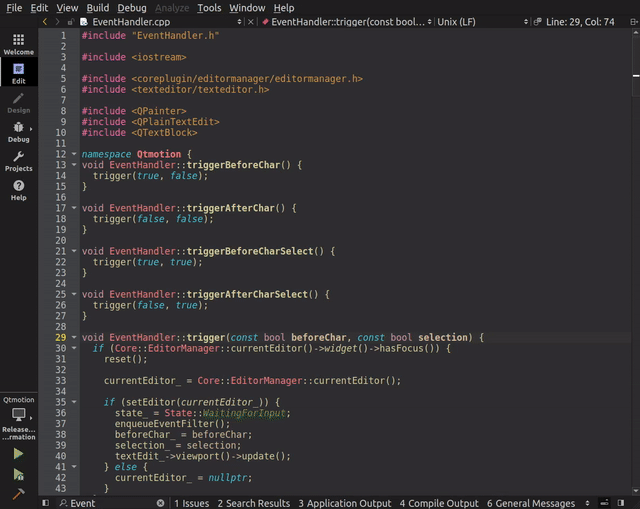 File Edit View Build Debug Analyze Tools Window Help
EventHandler.cpp EventHandler::trigger(const bool... Unix (LF) Line: 29, Col: 74
Welcome
Edit
Design
Debug
Projects
Help
Qtmotion
Release...
...rmation
1 #include "EventHandler.h"
2
3 #include <iostream>
4
5 #include <coreplugin/editormanager/editormanager.h>
6 #include <texteditor/texteditor.h>
7
8 #include <QPainter>
9 #include <QPlainTextEdit>
10 #include <QTextBlock>
11
12 namespace Qtmotion {
13 void EventHandler::triggerBeforeChar() {
14 trigger(true, false);
15 }
16
17 void EventHandler::triggerAfterChar() {
18 trigger(false, false);
19 }
20
21 void EventHandler::triggerBeforeCharSelect() {
22 trigger(true, true);
23 }
24
25 void EventHandler::triggerAfterCharSelect() {
26 trigger(false, true);
27 }
28
29 void EventHandler::trigger(const bool beforeChar, const bool selection) {
30 if (Core::EditorManager::currentEditor()->widget()->hasFocus()) {
31 reset();
32
33 currentEditor_ = Core::EditorManager::currentEditor();
34
35 if (setEditor(currentEditor_)) {
36 state_ = State::WaitingForInput;
37 enqueueEventFilter();
38 beforeChar_ = beforeChar;
39 selection_ = selection;
40 textEdit_->viewport()->update();
41 } else {
42 currentEditor_ = nullptr;
43 }
Event 1 Issues 2 Search Results 3 Application Output 4 Compile Output 6 General Messages